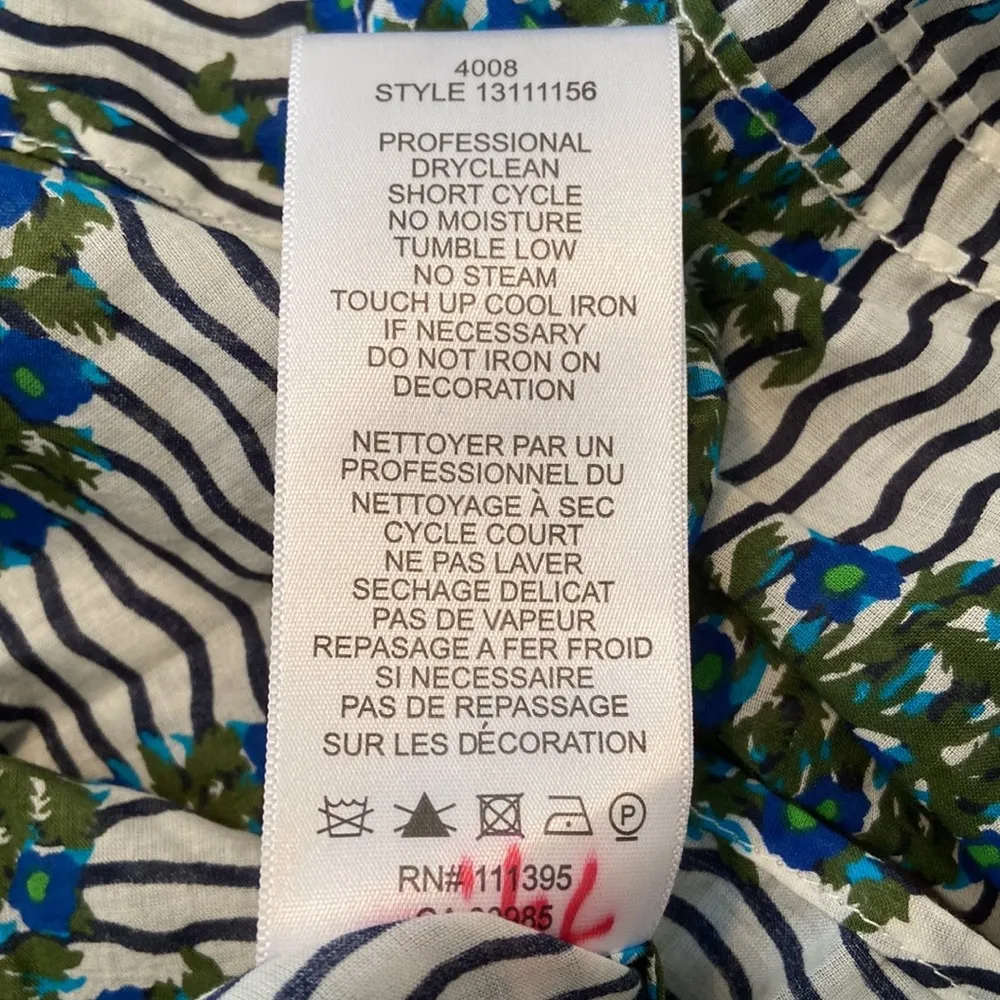 4008
STYLE 13111156
PROFESSIONAL
DRYCLEAN
SHORT CYCLE
NO MOISTURE
TUMBLE LOW
NO STEAM
TOUCH UP COOL IRON
IF NECESSARY
DO NOT IRON ON
DECORATION
NETTOYER PAR UN
PROFESSIONNEL DU
NETTOYAGE À SEC
CYCLE COURT
NE PAS LAVER
SECHAGE DELICAT
PAS DE VAPEUR
REPASAGE A FER FROID
SI NECESSAIRE
PAS DE REPASSAGE
SUR LES DÉCORATION
P
RN# 111395